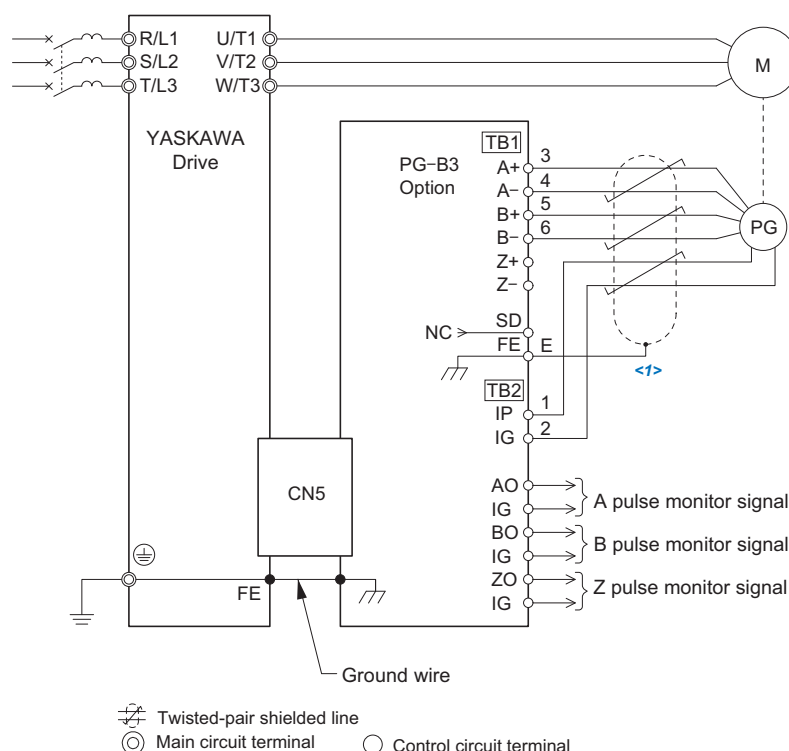 R/L1 U/T1
S/L2 V/T2
T/L3 W/T3
M
YASKAWA
Drive
PG-B3
Option
TB1
A+ 3
A− 4
B+ 5
B− 6
Z+
Z−
PG
NC SD
FE E
<1>
TB2
IP 1
IG 2
CN5
AO
IG
A pulse monitor signal
BO
IG
B pulse monitor signal
ZO
IG
Z pulse monitor signal
FE
Ground wire
Twisted-pair shielded line
Main circuit terminal
Control circuit terminal